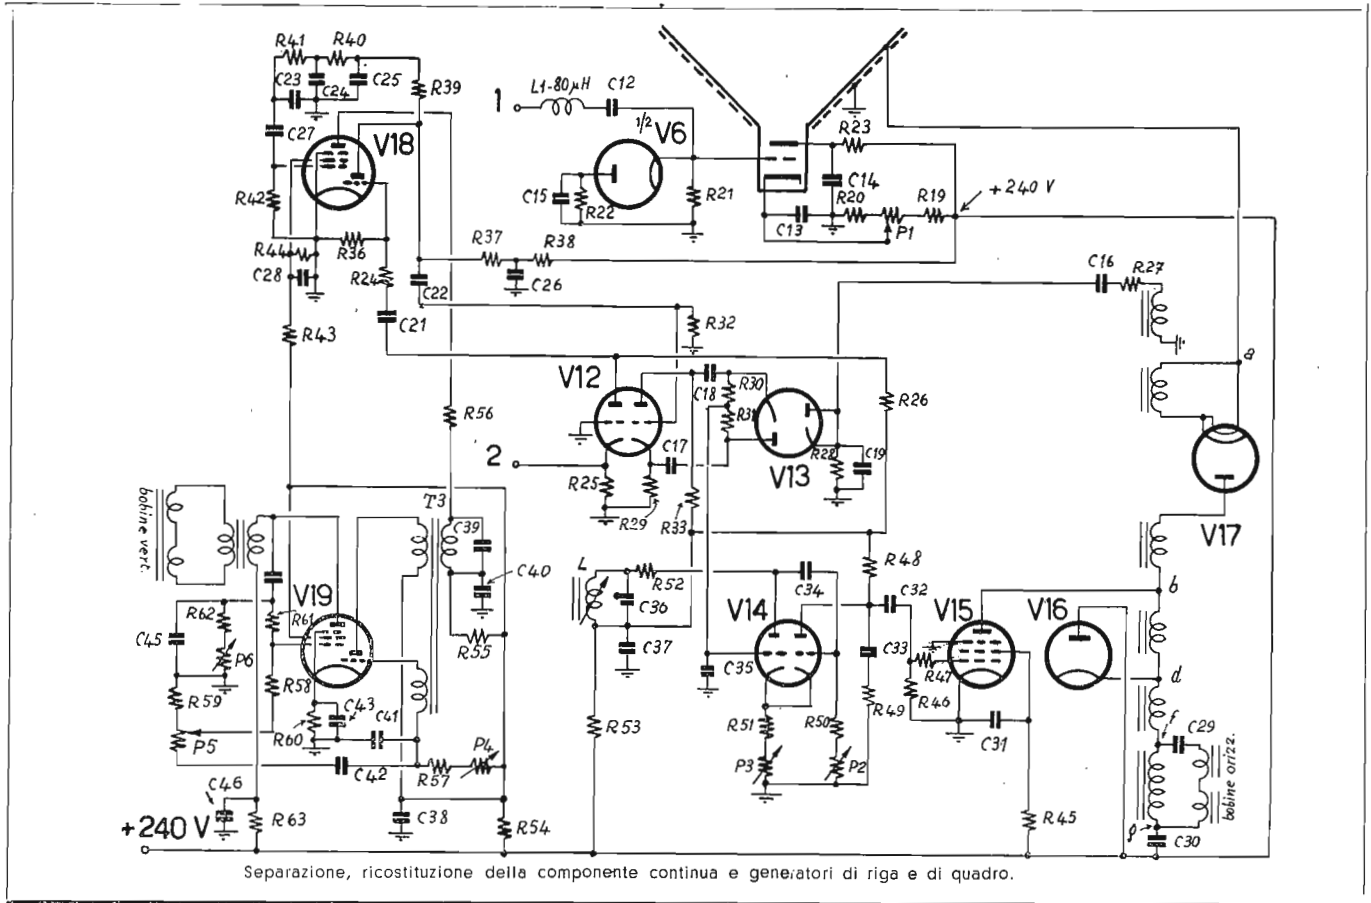 R41 R40
C23 C24 C25 R39
C27 V18
R42
R44 R36
C28 R24
R43 C21 C22
R37 R38 C26
L1-80µH C12
1
1/2 V6
C15 R22 R21
R23
C14
R20 R19
C13 P1
+240 V
C16 R27
R32
V12
C18 R30
R31
V13
R26
R28 C19
2
C17
R25 R29 R33
R56
a
V17
bobine vert.
T3
C39
C40
V19
R62 R61
C45 P6
R59 R58
R55
P5
R60 C43 C41
C42 R57 P4
C46
R63 C38 R54
+240 V
L
R52 C34
C36
C37
R53
C35
V14
R48
C32
C33
R51 R50
P3 P2
R49
V15
R47
R46
C31
R45
V16
b
d
f
C29
bobine orizz.
g
C30
Separazione, ricostituzione della componente continua e generatori di riga e di quadro.